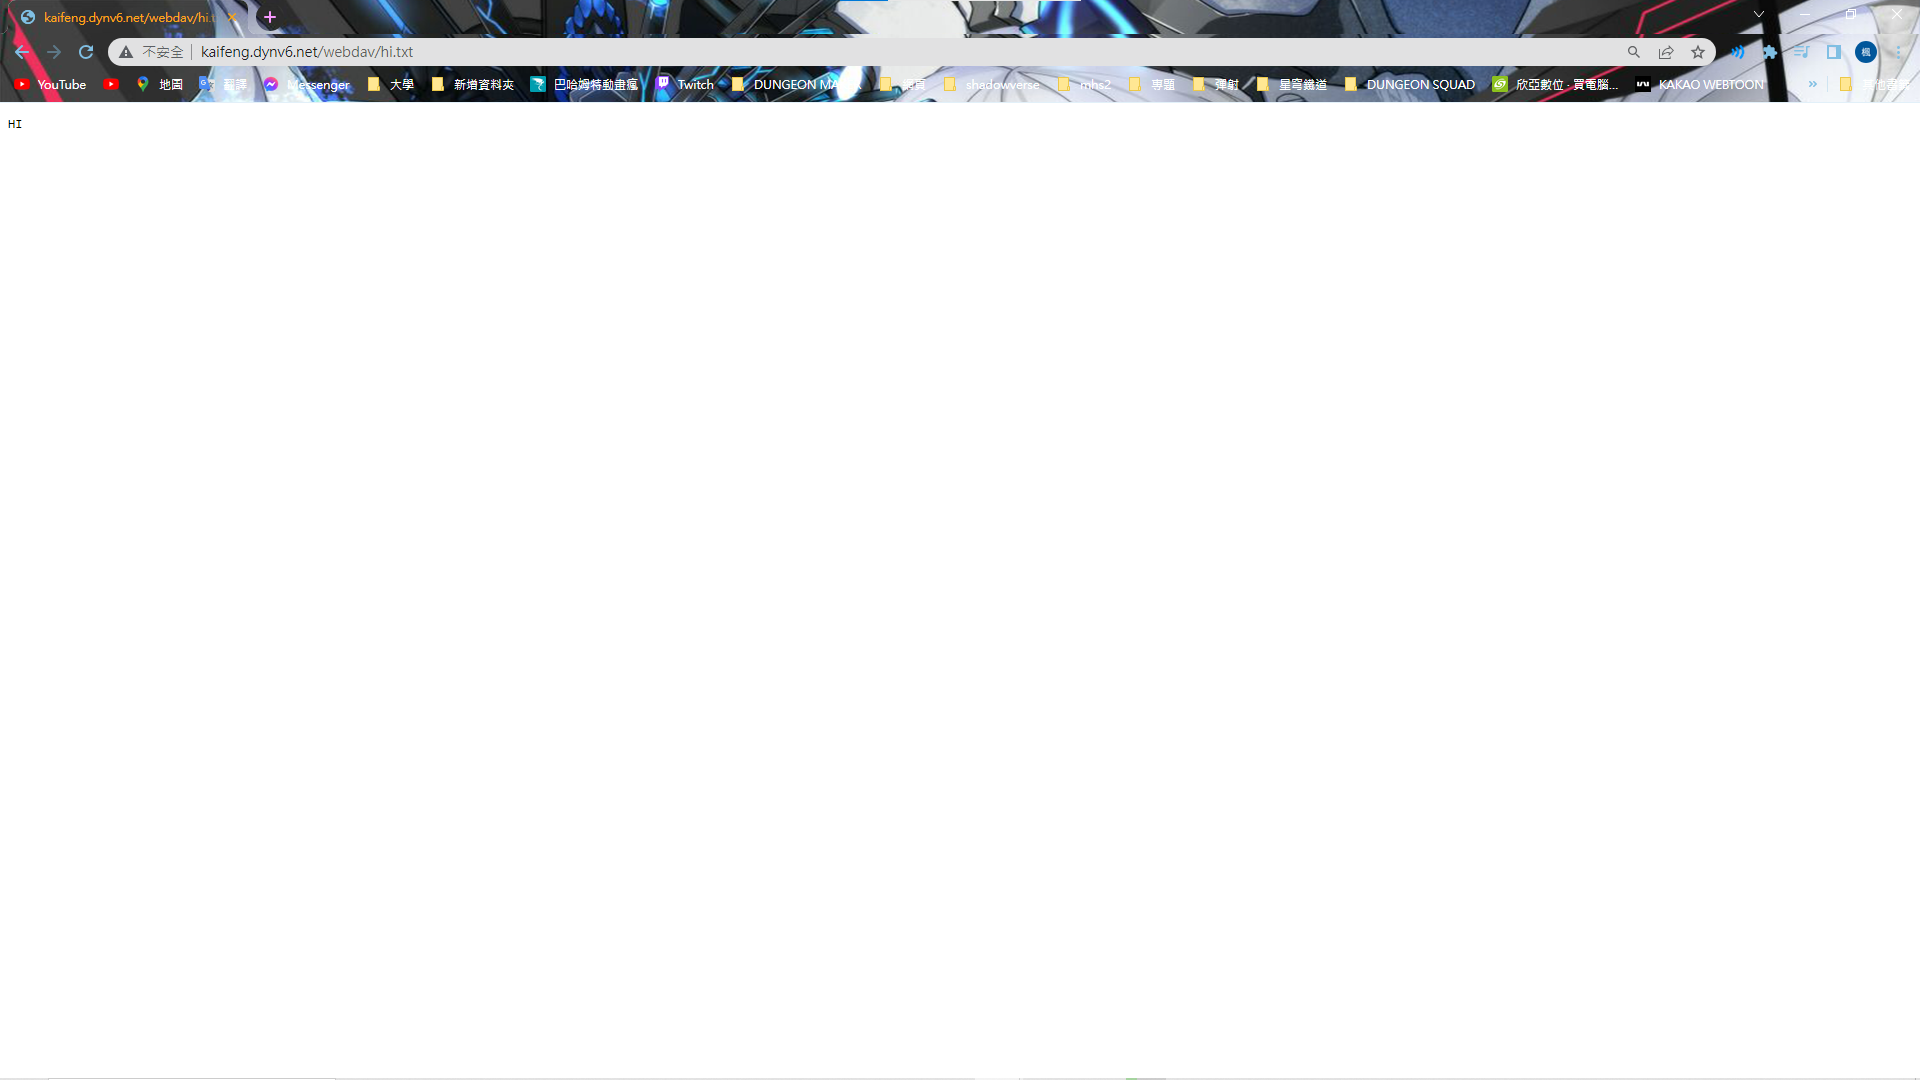 kaifeng.dynv6.net/webdav/hi.t
不安全 kaifeng.dynv6.net/webdav/hi.txt
YouTube 地圖 翻譯 Messenger 大學 新增資料夾 巴哈姆特動畫瘋 Twitch DUNGEON MA 網頁 shadowverse mhs2 專題 彈射 星穹鐵道 DUNGEON SQUAD 欣亞數位 · 買電腦... KAKAO WEBTOON »
HI